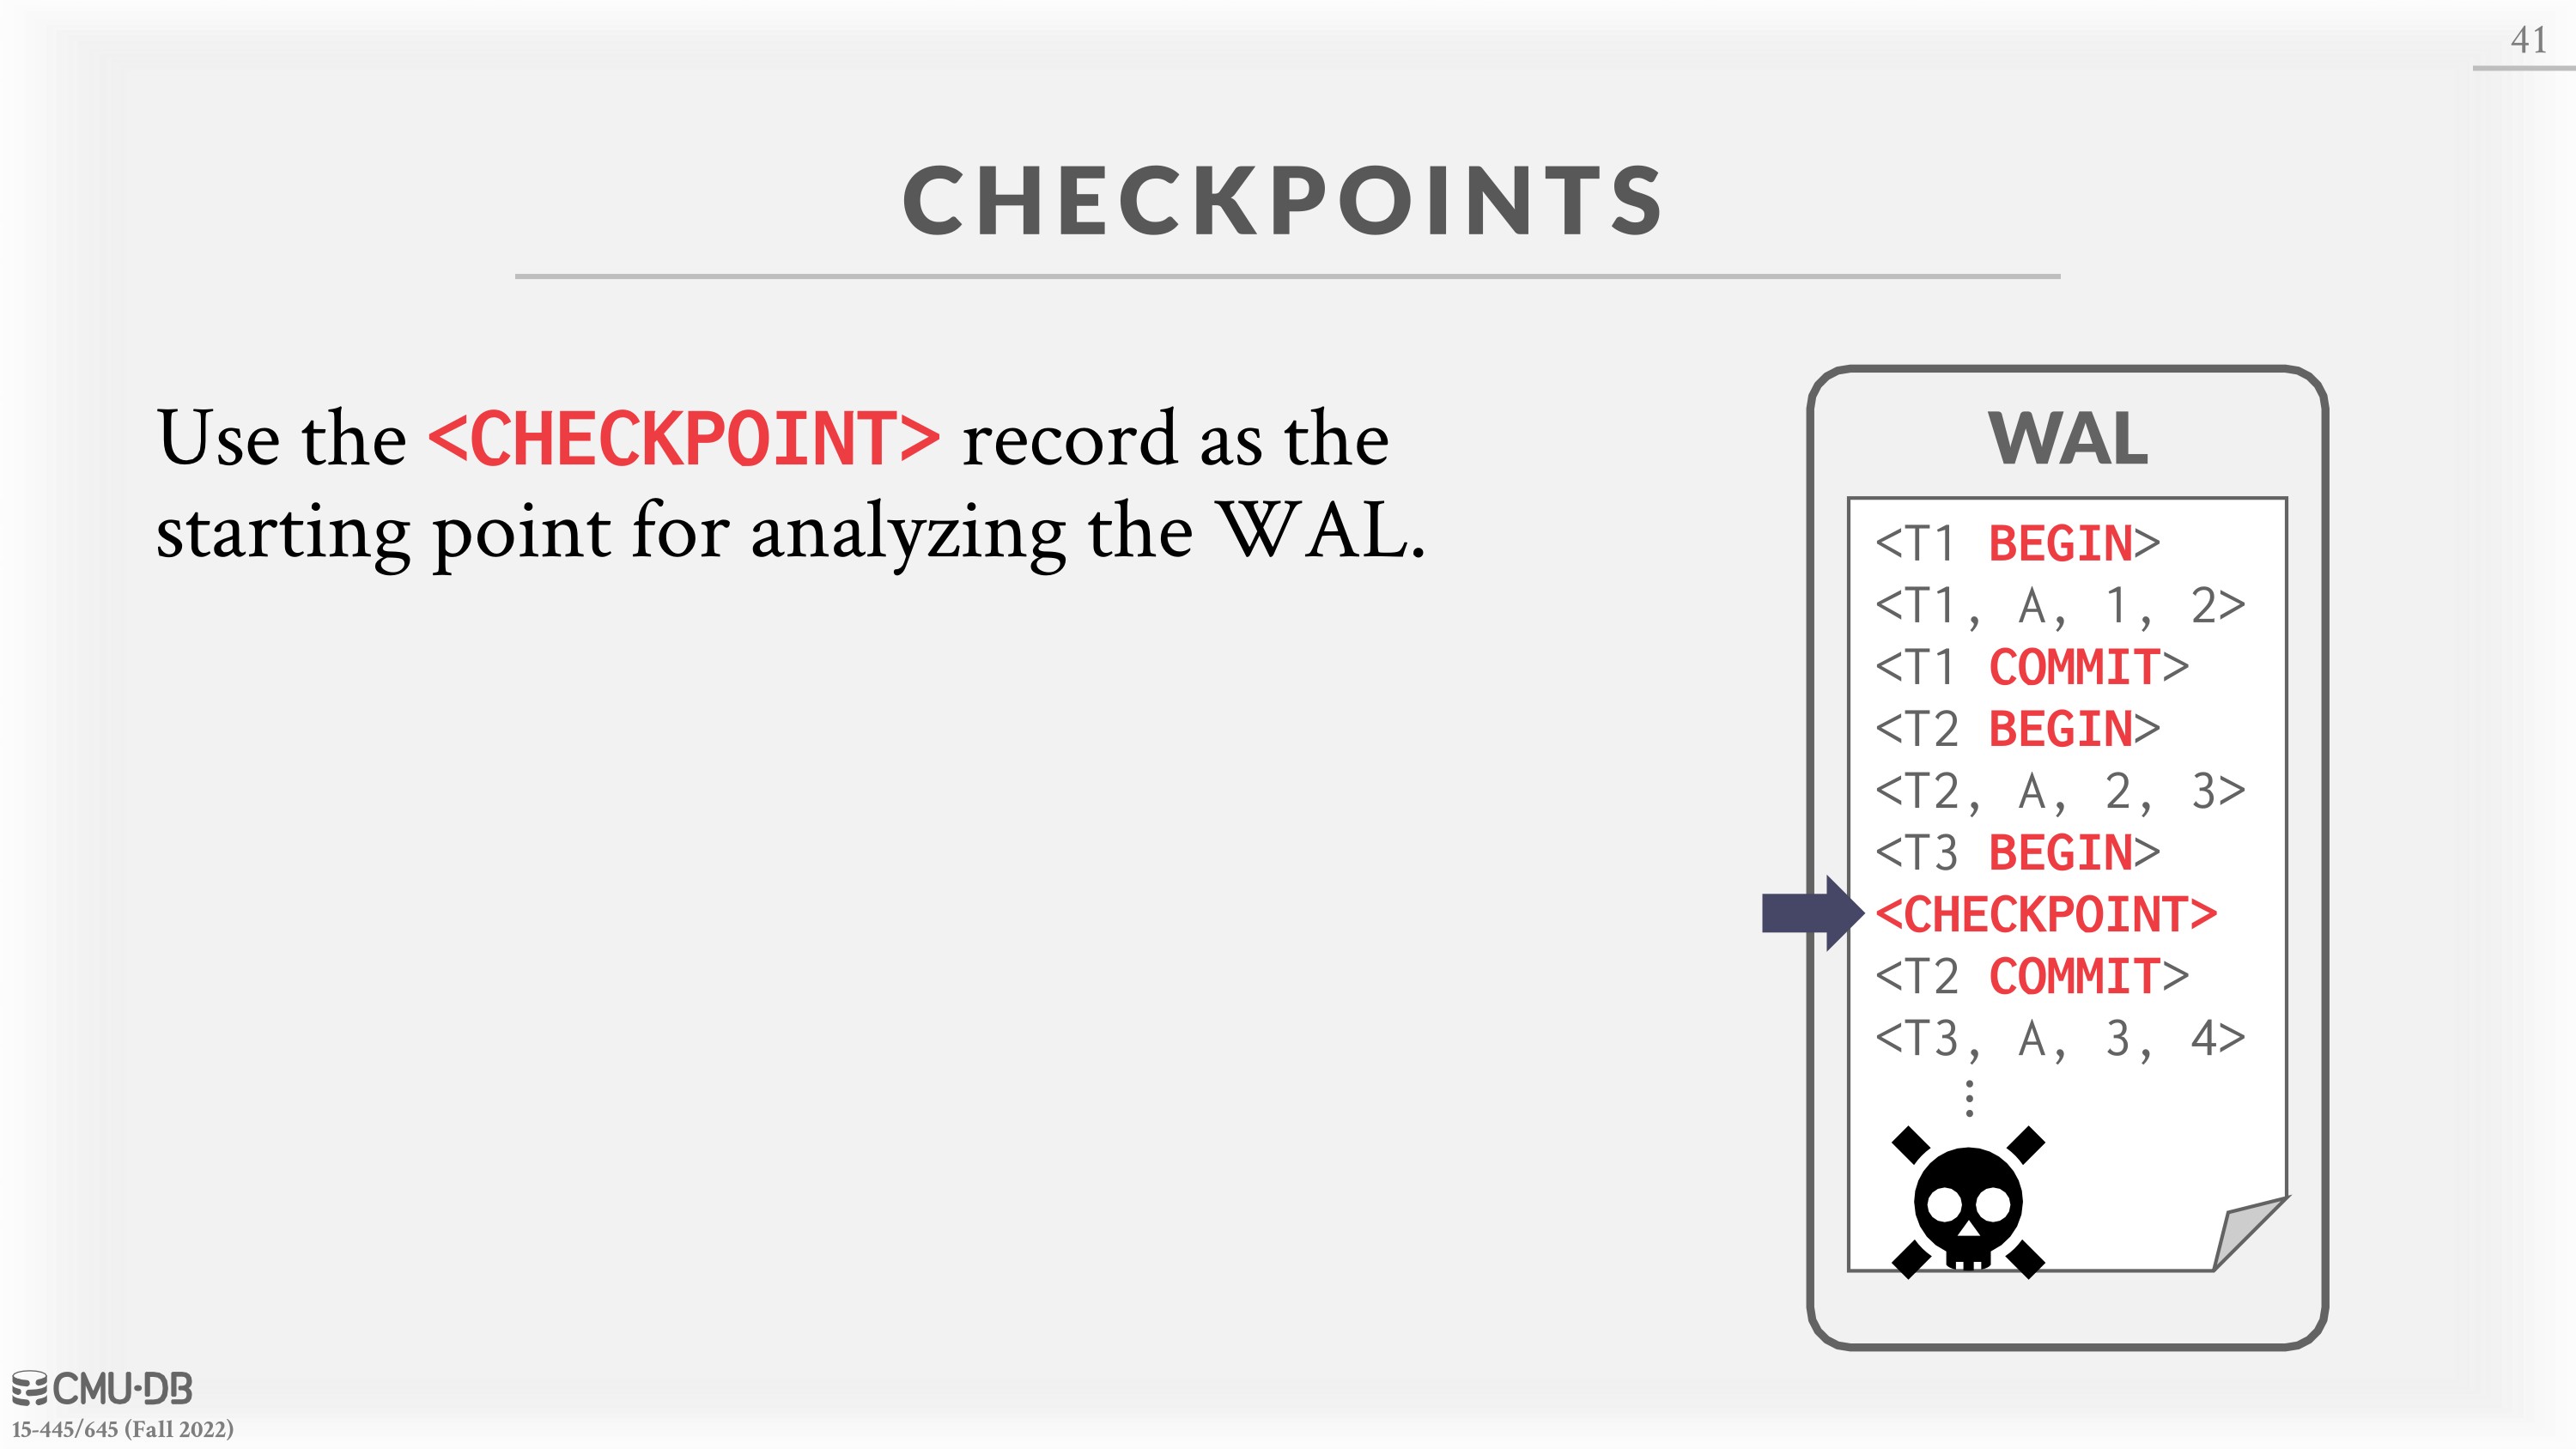 41
CHECKPOINTS
Use the <CHECKPOINT> record as the
starting point for analyzing the WAL.
WAL
<T1 BEGIN>
<T1, A, 1, 2>
<T1 COMMIT>
<T2 BEGIN>
<T2, A, 2, 3>
<T3 BEGIN>
<CHECKPOINT>
<T2 COMMIT>
<T3, A, 3, 4>
⋮
CMU·DB
15-445/645 (Fall 2022)